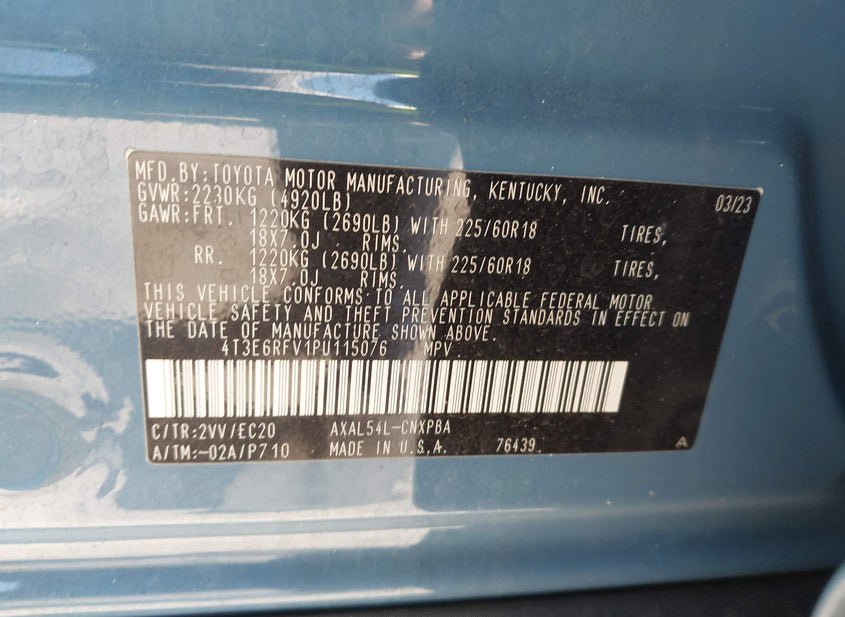 MFD.BY:TOYOTA MOTOR MANUFACTURING, KENTUCKY, INC. 03/23
GVWR:2230KG (4920LB)
GAWR:FRT. 1220KG (2690LB) WITH 225/60R18 TIRES,
18X7.0J RIMS.
RR. 1220KG (2690LB) WITH 225/60R18 TIRES,
18X7.0J RIMS.
THIS VEHICLE CONFORMS TO ALL APPLICABLE FEDERAL MOTOR
VEHICLE SAFETY AND THEFT PREVENTION STANDARDS IN EFFECT ON
THE DATE OF MANUFACTURE SHOWN ABOVE.
4T3E6RFV1PU115076 MPV
C/TR:2VV/EC20 AXAL54L-CNXPBA
A/TM:-02A/P710 MADE IN U.S.A. 76439. A